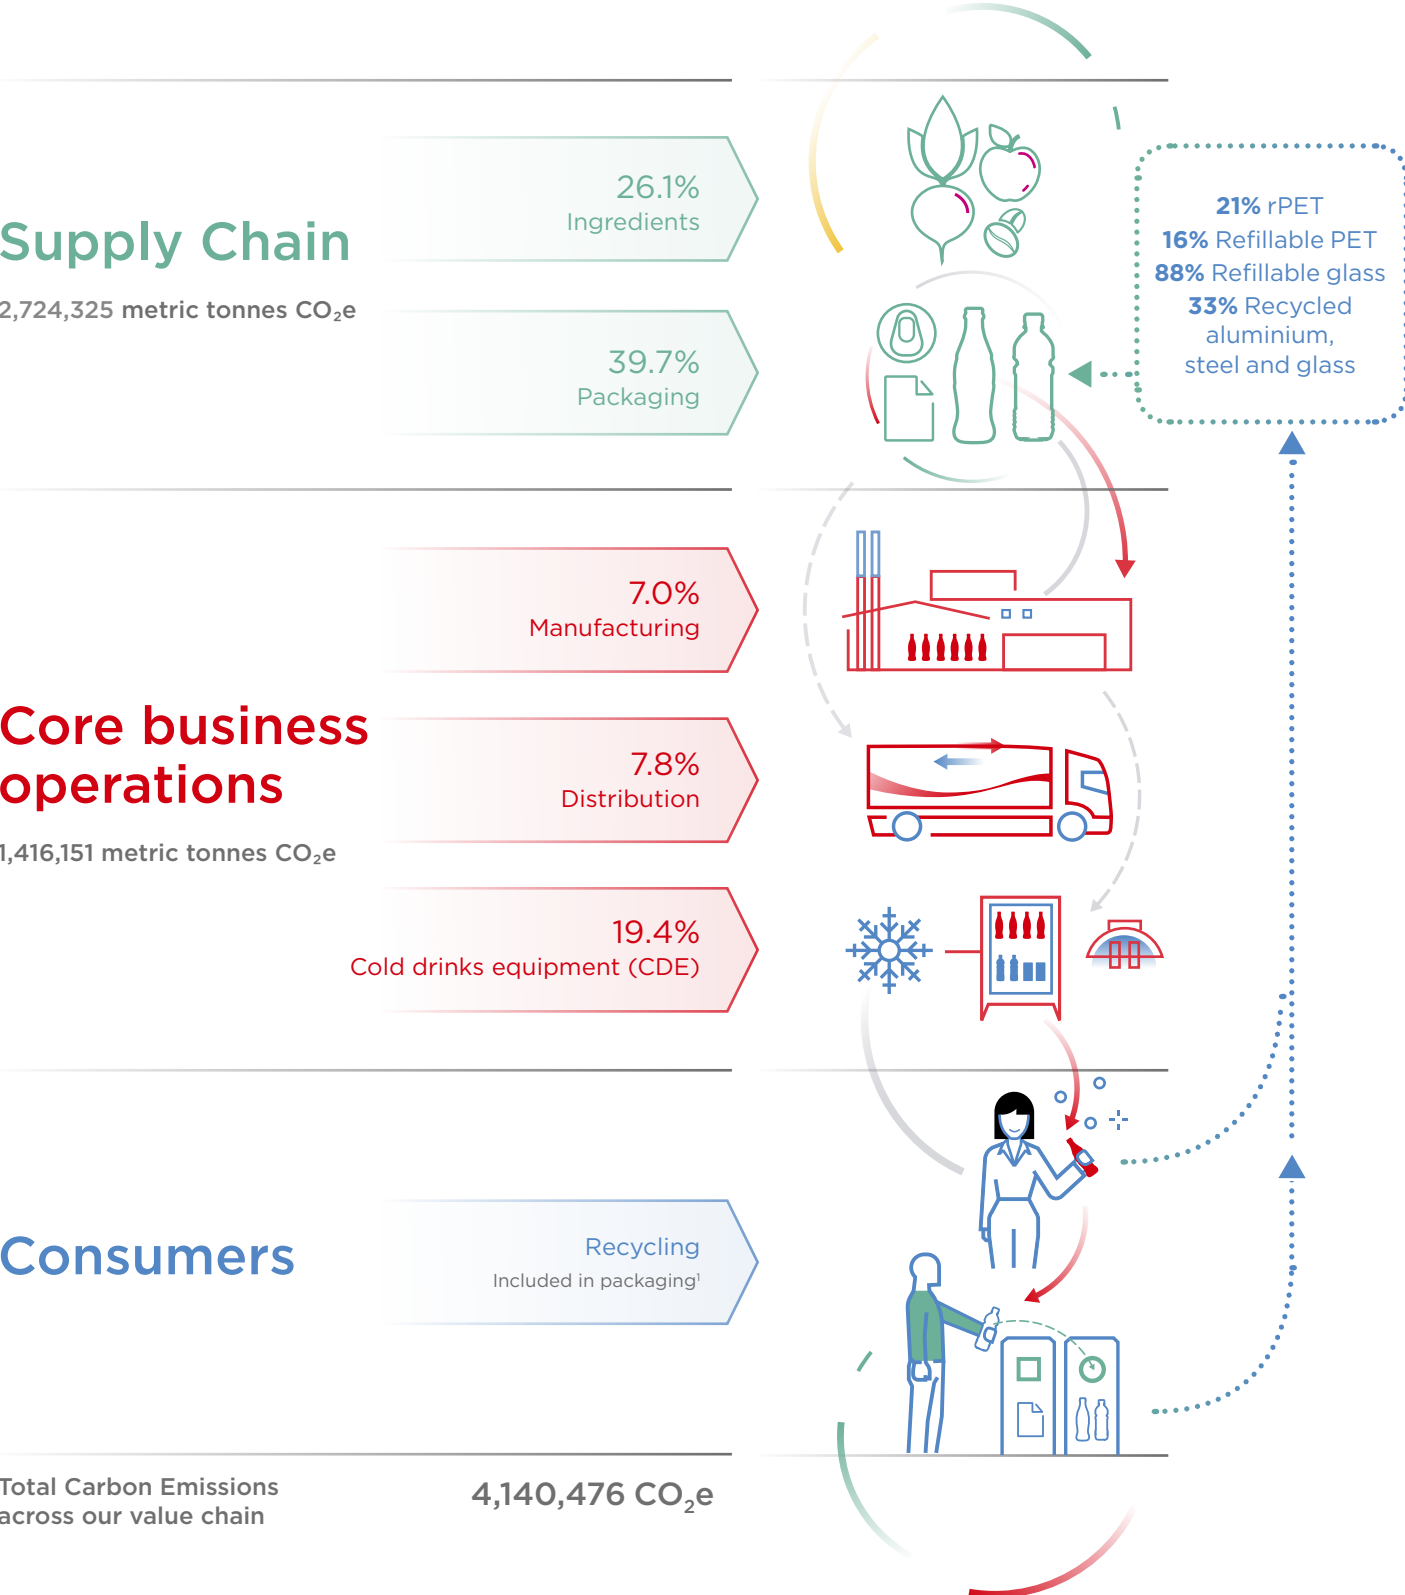 26.1%
Ingredients
Supply Chain
2,724,325 metric tonnes CO₂e
39.7%
Packaging
21% rPET
16% Refillable PET
88% Refillable glass
33% Recycled
aluminium,
steel and glass
7.0%
Manufacturing
Core business
operations
1,416,151 metric tonnes CO₂e
7.8%
Distribution
19.4%
Cold drinks equipment (CDE)
Consumers
Recycling
Included in packaging¹
Total Carbon Emissions
across our value chain
4,140,476 CO₂e